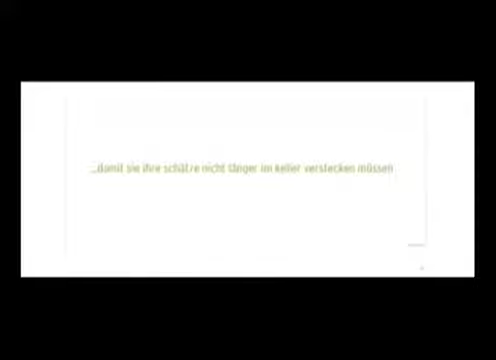 ...damit sie ihre schätze nicht länger im keller verstecken müssen